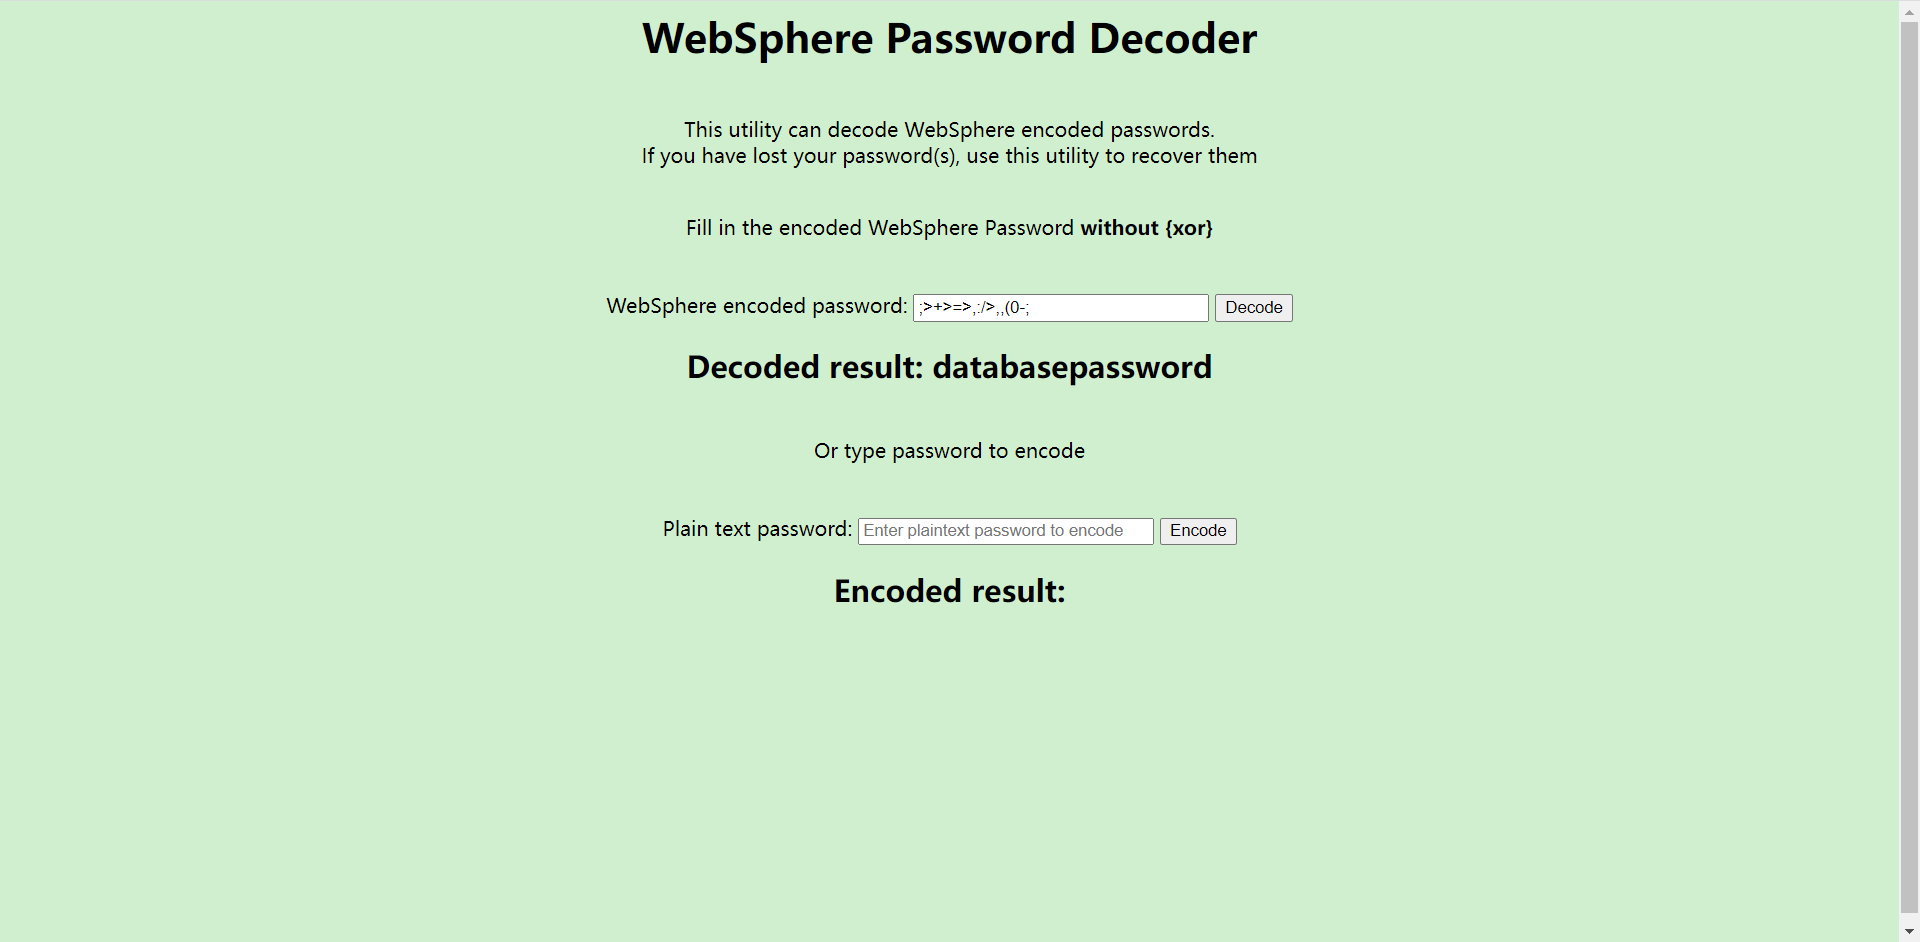 WebSphere Password Decoder
This utility can decode WebSphere encoded passwords.
If you have lost your password(s), use this utility to recover them
Fill in the encoded WebSphere Password without {xor}
WebSphere encoded password: ;>+>=>,:/>,,(0-; Decode
Decoded result: databasepassword
Or type password to encode
Plain text password: Enter plaintext password to encode Encode
Encoded result: